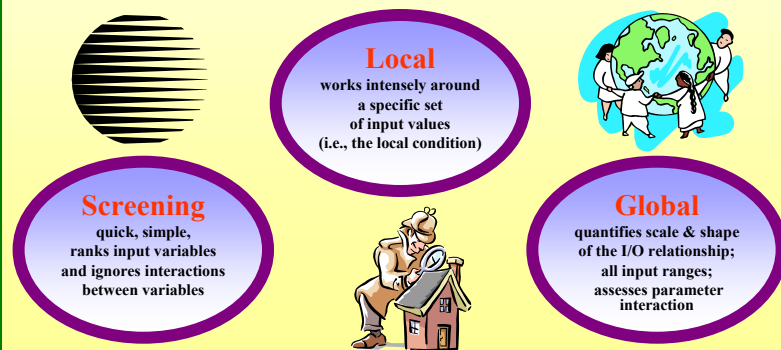 Local
works intensely around
a specific set
of input values
(i.e., the local condition)
Screening
quick, simple,
ranks input variables
and ignores interactions
between variables
Global
quantifies scale & shape
of the I/O relationship;
all input ranges;
assesses parameter
interaction